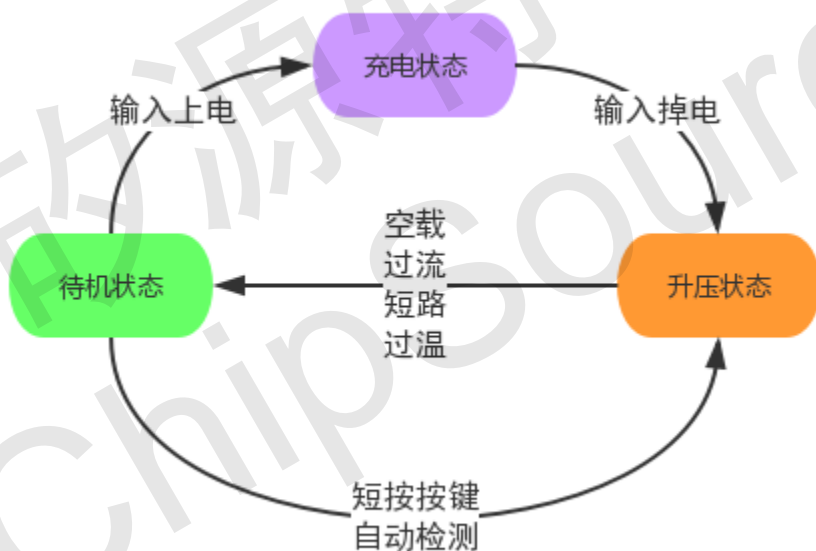 充电状态
输入上电
输入掉电
空载
过流
短路
过温
待机状态
升压状态
短按按键
自动检测
ChipSour